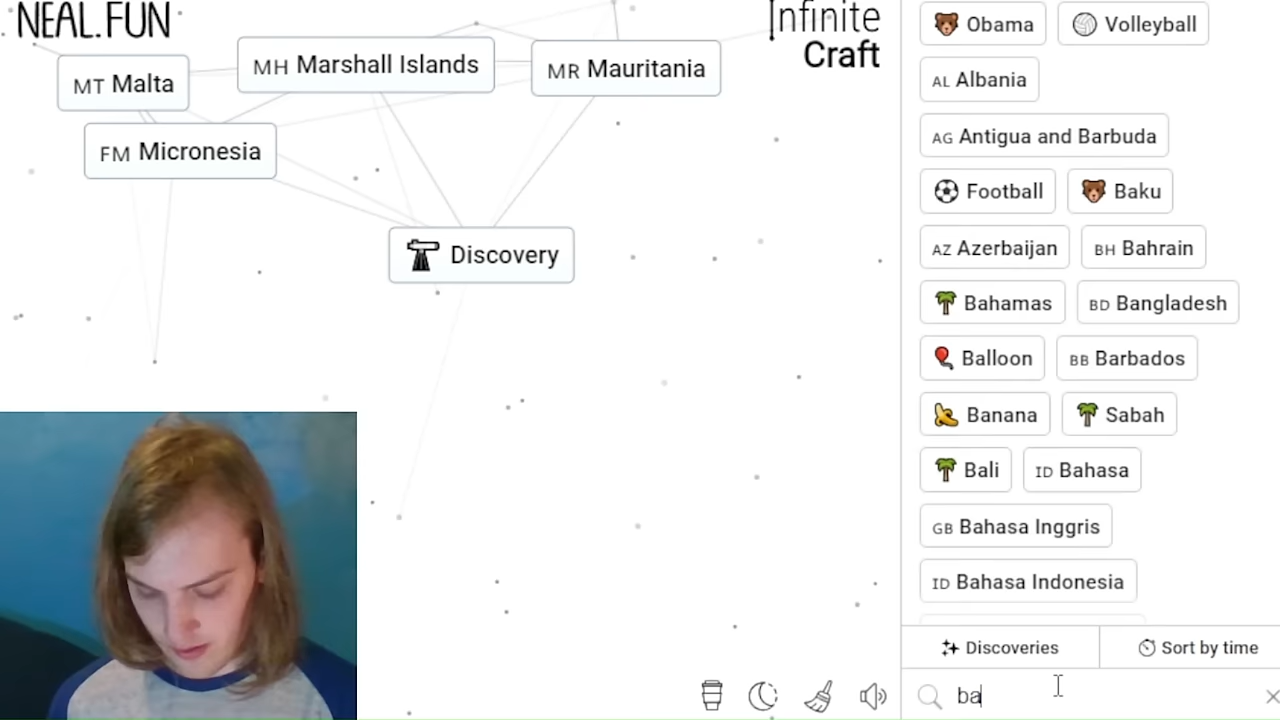 NEAL.FUN
Infinite
Craft
MT Malta
MH Marshall Islands
MR Mauritania
FM Micronesia
Discovery
Obama
Volleyball
AL Albania
AG Antigua and Barbuda
Football
Baku
AZ Azerbaijan
BH Bahrain
Bahamas
BD Bangladesh
Balloon
BB Barbados
Banana
Sabah
Bali
ID Bahasa
GB Bahasa Inggris
ID Bahasa Indonesia
Discoveries
Sort by time
ba